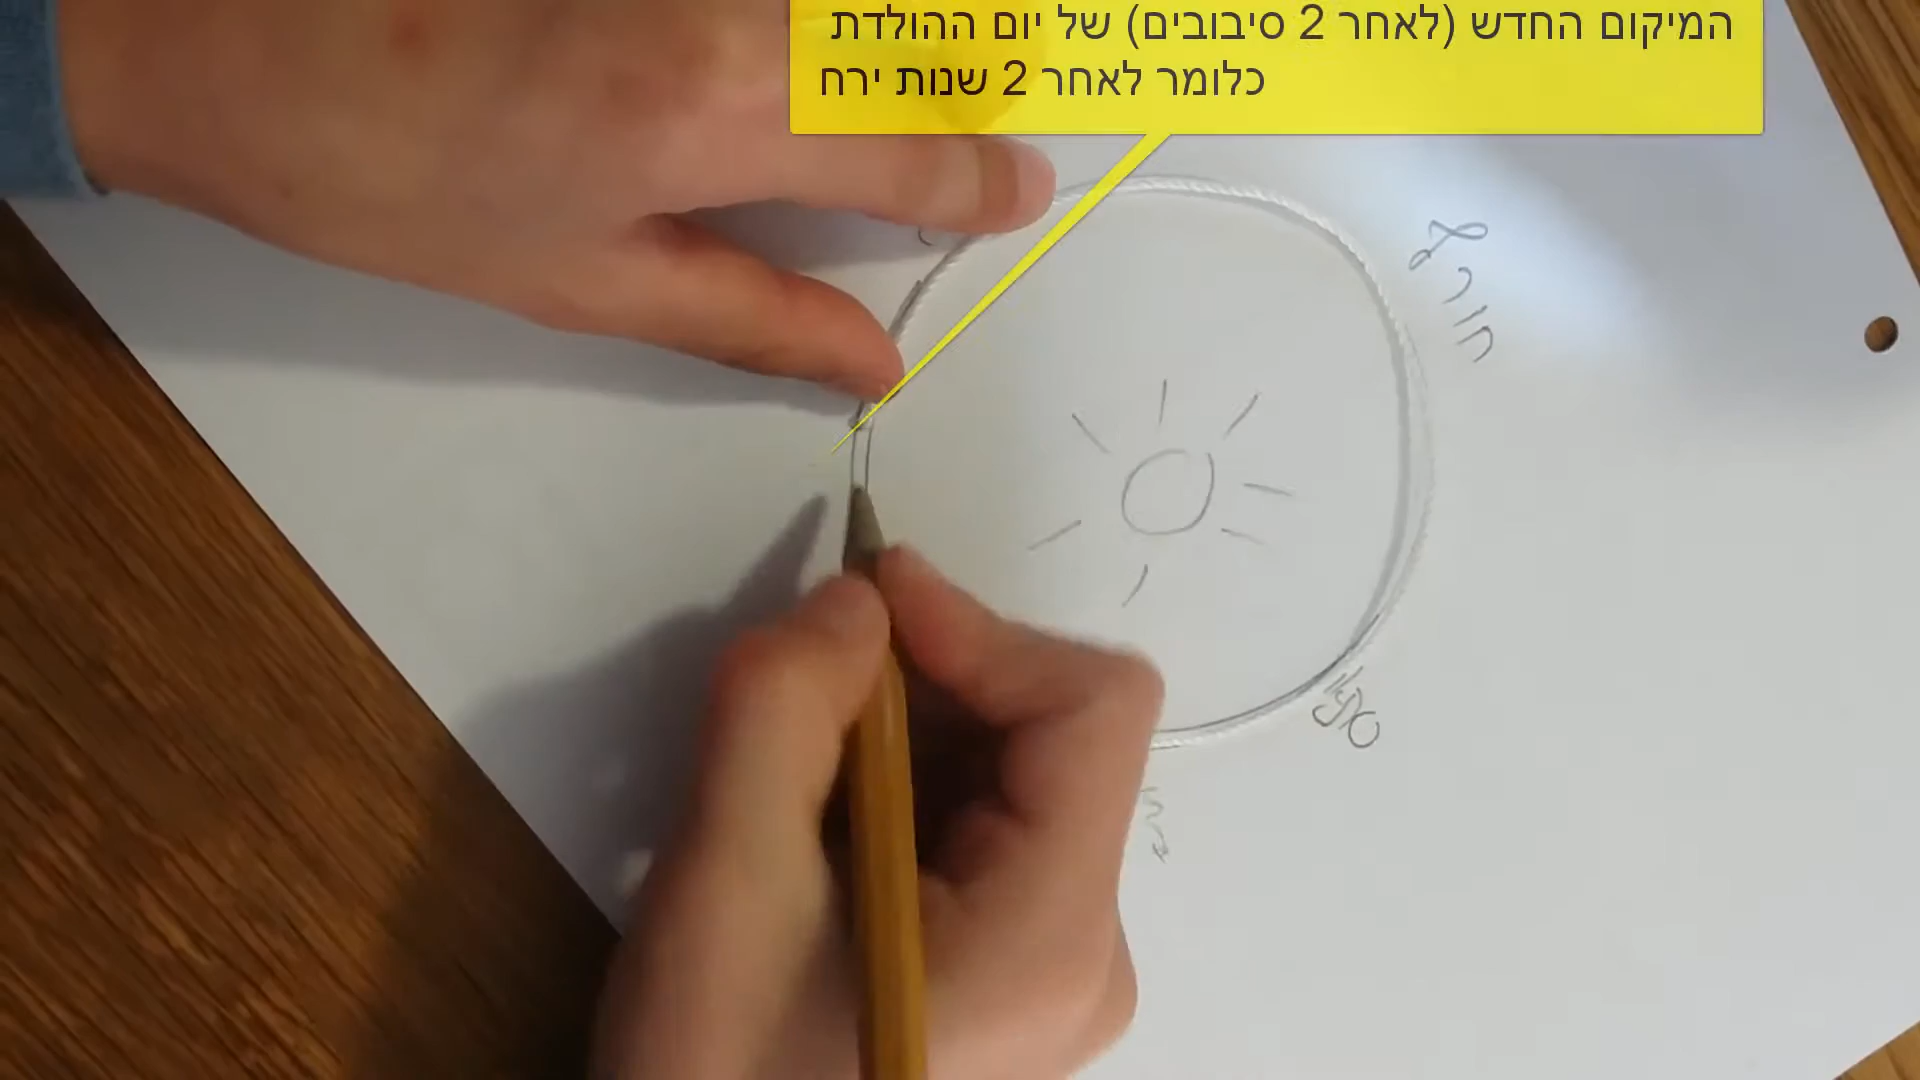 המיקום החדש (לאחר 2 סיבובים) של יום ההולדת
כלומר לאחר 2 שנות ירח
חורף
סתיו